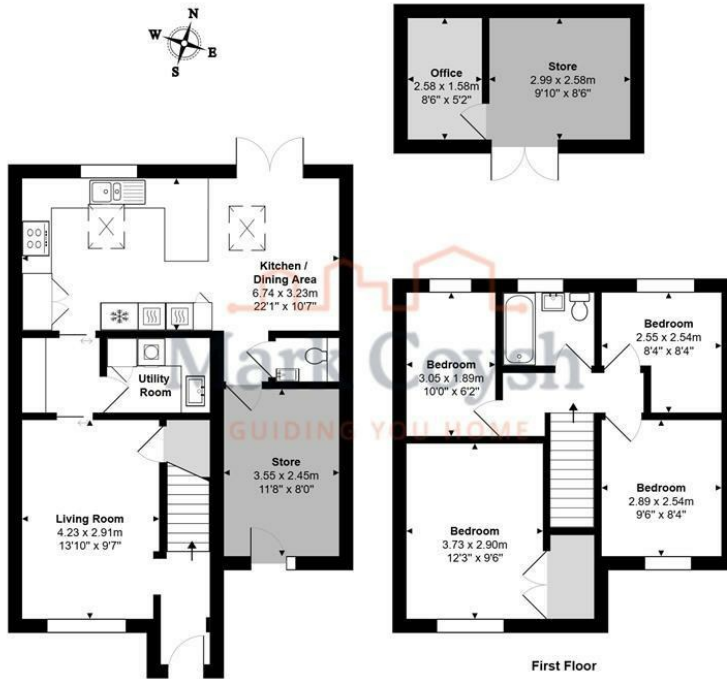 N
W
E
S
Office
2.58 x 1.58m
8'6" x 5'2"
Store
2.99 x 2.58m
9'10" x 8'6"
Kitchen /
Dining Area
6.74 x 3.23m
22'1" x 10'7"
Utility
Room
Living Room
4.23 x 2.91m
13'10" x 9'7"
Store
3.55 x 2.45m
11'8" x 8'0"
Bedroom
3.05 x 1.89m
10'0" x 6'2"
Bedroom
2.55 x 2.54m
8'4" x 8'4"
Bedroom
3.73 x 2.90m
12'3" x 9'6"
Bedroom
2.89 x 2.54m
9'6" x 8'4"
First Floor
Mark Coysh
GUIDING YOU HOME